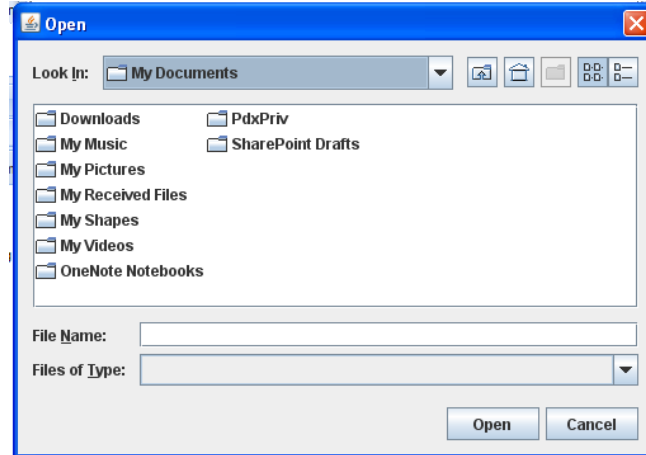 Open
Look In: My Documents
Downloads
My Music
My Pictures
My Received Files
My Shapes
My Videos
OneNote Notebooks
PdxPriv
SharePoint Drafts
File Name:
Files of Type:
Open Cancel